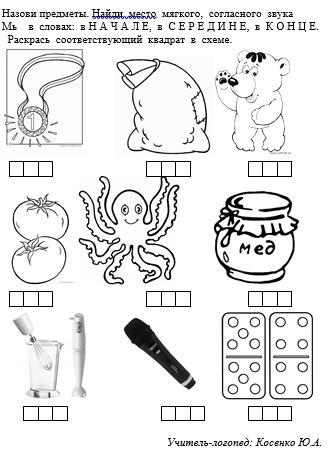 Назови предметы. Найди место мягкого, согласного звука
Мь в словах: в Н А Ч А Л Е, в С Е Р Е Д И Н Е, в К О Н Ц Е.
Раскрась соответствующий квадрат в схеме.
1
мед
Учитель-логопед: Косенко Ю.А.